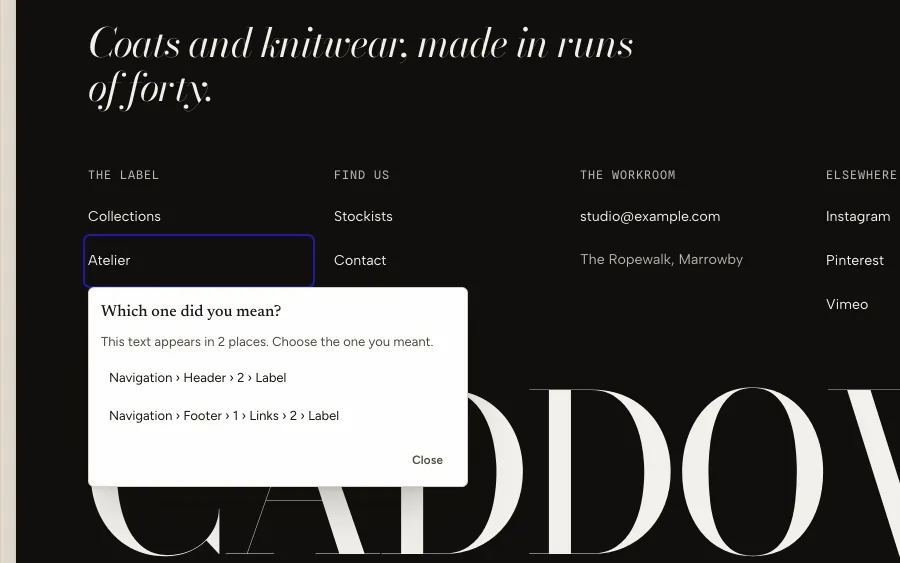 Coats and knitwear, made in runs
of forty.
THE LABEL
FIND US
THE WORKROOM
ELSEWHERE
Collections
Stockists
studio@example.com
Instagram
Atelier
Contact
The Ropewalk, Marrowby
Pinterest
Vimeo
Which one did you mean?
This text appears in 2 places. Choose the one you meant.
Navigation › Header › 2 › Label
Navigation › Footer › 1 › Links › 2 › Label
Close